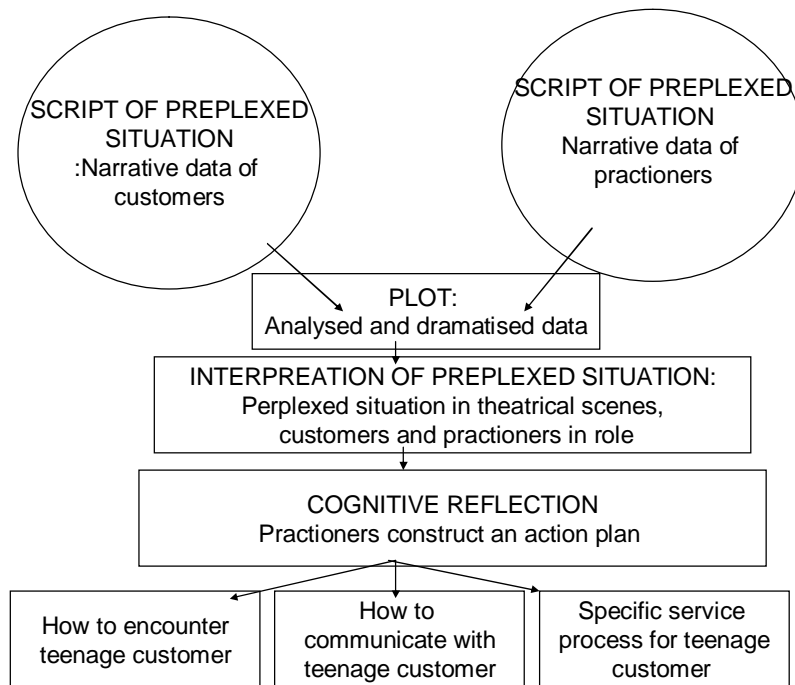 SCRIPT OF PREPLEXED
SITUATION
:Narrative data of
customers
SCRIPT OF PREPLEXED
SITUATION
Narrative data of
practioners
PLOT:
Analysed and dramatised data
INTERPREATION OF PREPLEXED SITUATION:
Perplexed situation in theatrical scenes,
customers and practioners in role
COGNITIVE REFLECTION
Practioners construct an action plan
How to encounter
teenage customer
How to
communicate with
teenage customer
Specific service
process for teenage
customer